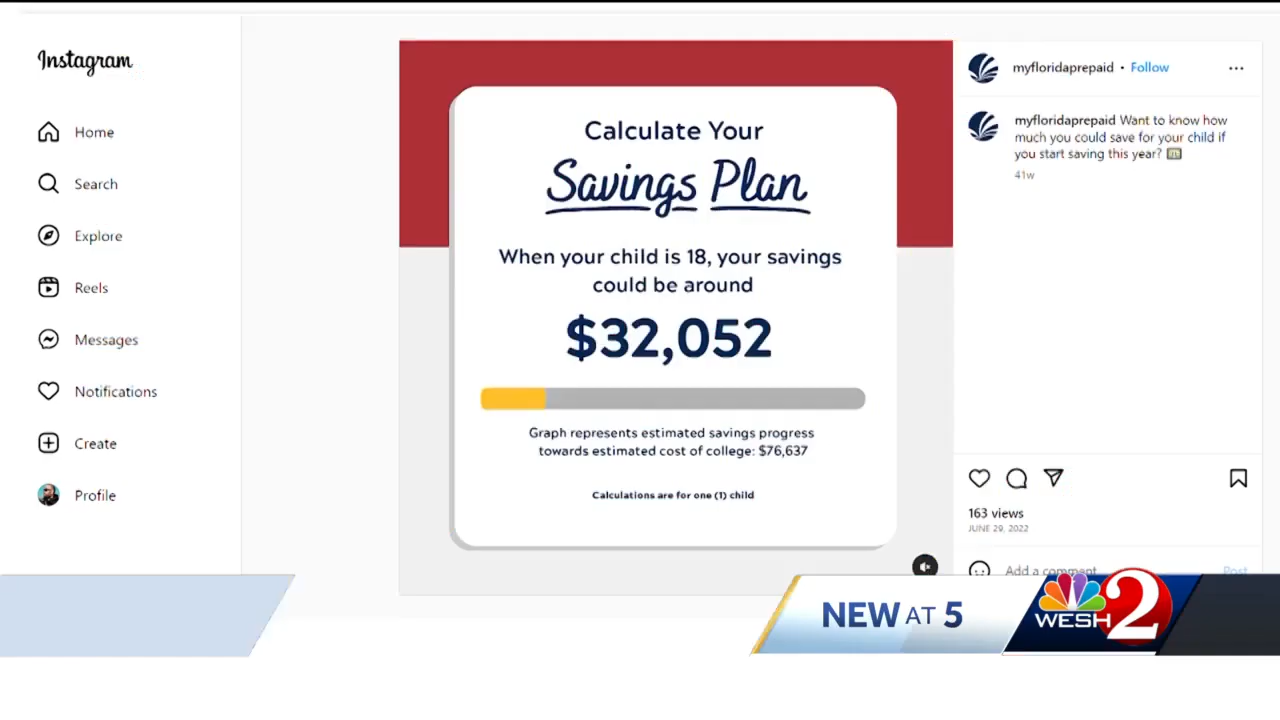 Instagram
Home
Search
Explore
Reels
Messages
Notifications
Create
Profile
Calculate Your
Savings Plan
When your child is 18, your savings
could be around
$32,052
Graph represents estimated savings progress
towards estimated cost of college: $76,637
Calculations are for one (1) child
myfloridaprepaid • Follow
myfloridaprepaid Want to know how
much you could save for your child if
you start saving this year?
41w
163 views
JUNE 29, 2022
Add a comment
Post
NEW AT 5
WESH 2